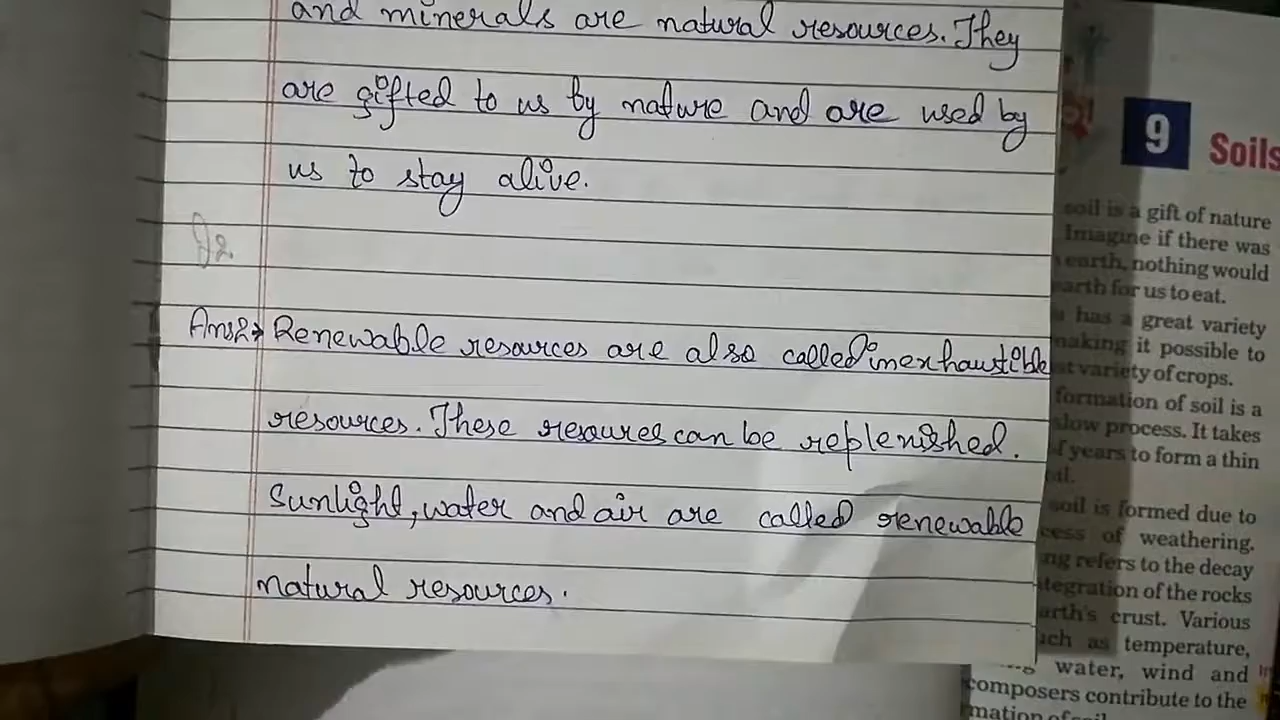 and minerals are natural resources. They
are gifted to us by nature and are used by
us to stay alive.
Ans2→ Renewable resources are also called inexhaustible
resources. These resoures can be replenished.
Sunlight, water and air are called renewable
natural resources.
9 Soils
soil is a gift of nature
Imagine if there was
earth, nothing would
earth for us to eat.
has a great variety
making it possible to
variety of crops.
formation of soil is a
slow process. It takes
of years to form a thin
soil is formed due to
cess of weathering.
ng refers to the decay
tegration of the rocks
arth's crust. Various
uch as temperature,
water, wind and
composers contribute to the